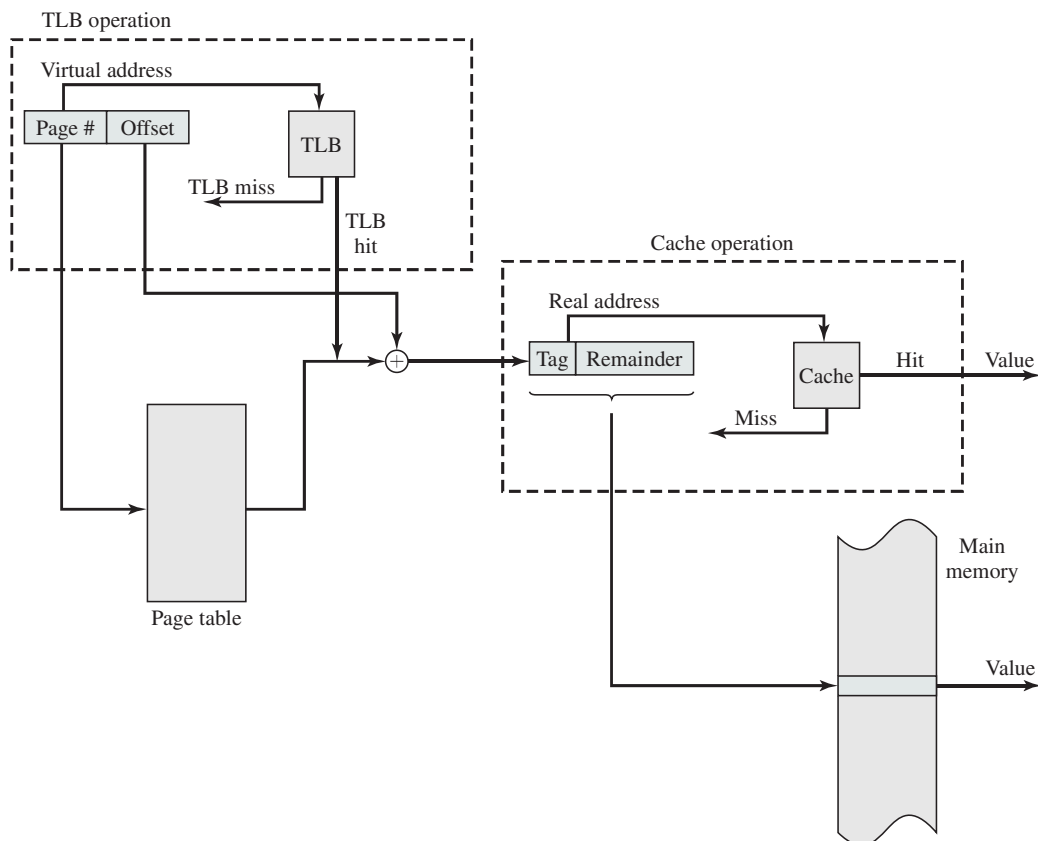 TLB operation
Virtual address
Page #
Offset
TLB
TLB miss
TLB
hit
Cache operation
Real address
Tag
Remainder
Cache
Hit
Value
Miss
Page table
Main
memory
Value